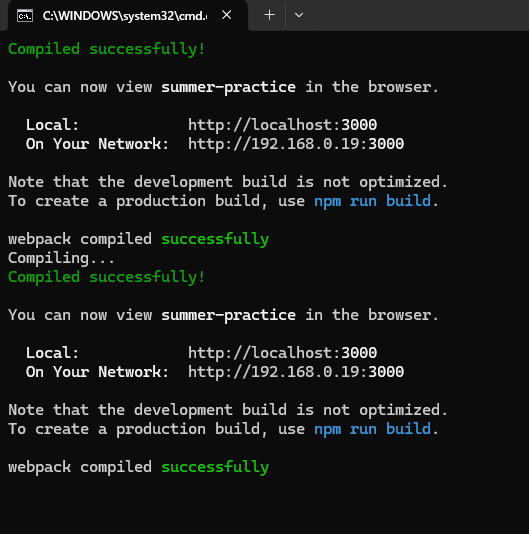 C:\WINDOWS\system32\cmd.
Compiled successfully!
You can now view summer-practice in the browser.
Local: http://localhost:3000
On Your Network: http://192.168.0.19:3000
Note that the development build is not optimized.
To create a production build, use npm run build.
webpack compiled successfully
Compiling...
Compiled successfully!
You can now view summer-practice in the browser.
Local: http://localhost:3000
On Your Network: http://192.168.0.19:3000
Note that the development build is not optimized.
To create a production build, use npm run build.
webpack compiled successfully